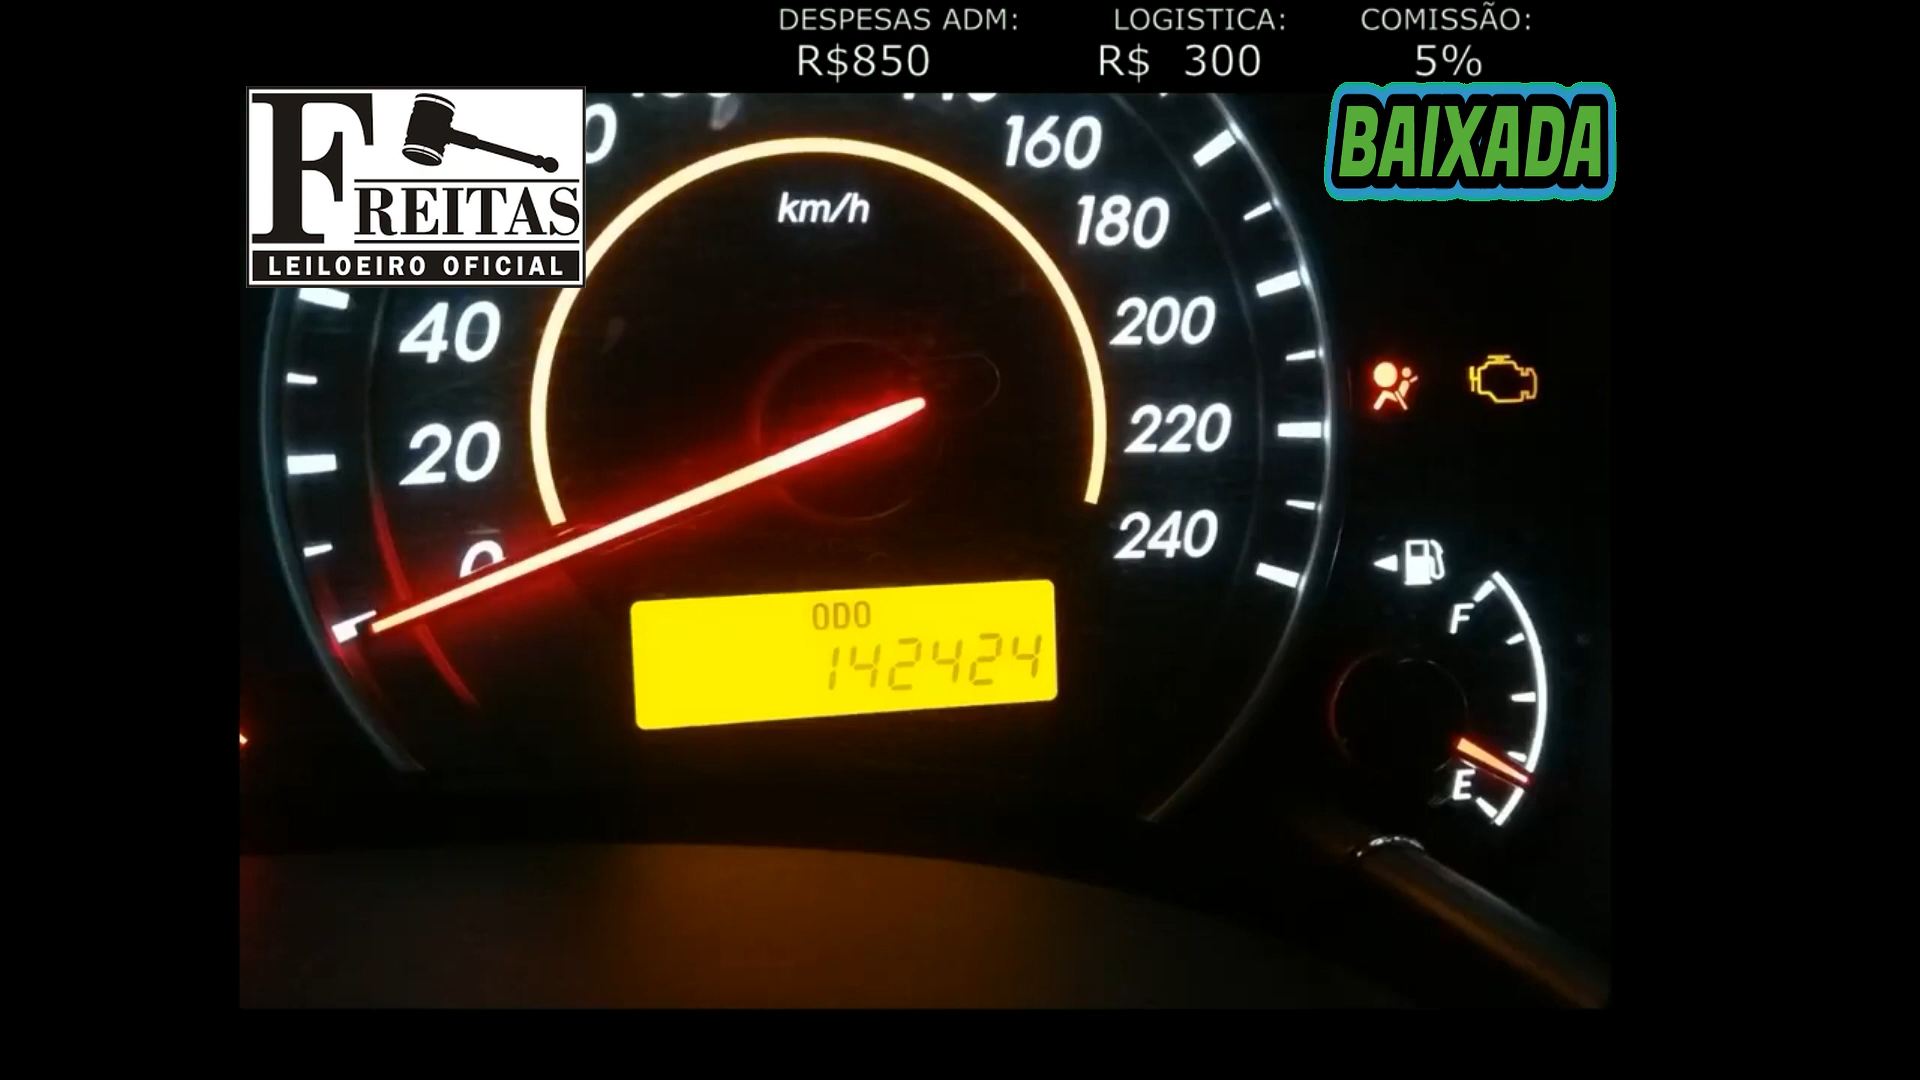 DESPESAS ADM: LOGISTICA: COMISSÃO:
R$850 R$ 300 5%
FREITAS
LEILOEIRO OFICIAL
BAIXADA
km/h
0
20
40
160
180
200
220
240
ODO
142424
F
E